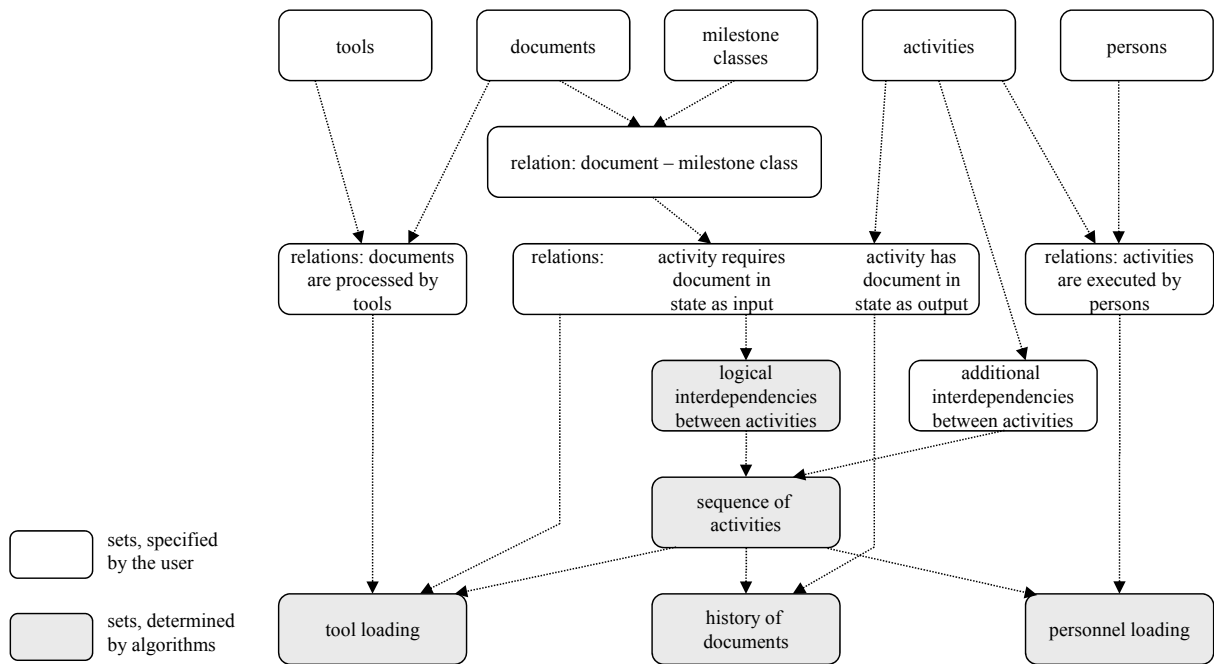 tools
documents
milestone
classes
activities
persons
relation: document – milestone class
relations: documents
are processed by
tools
relations:
activity requires
document in
state as input
activity has
document in
state as output
relations: activities
are executed by
persons
logical
interdependencies
between activities
additional
interdependencies
between activities
sequence of
activities
sets, specified
by the user
sets, determined
by algorithms
tool loading
history of
documents
personnel loading